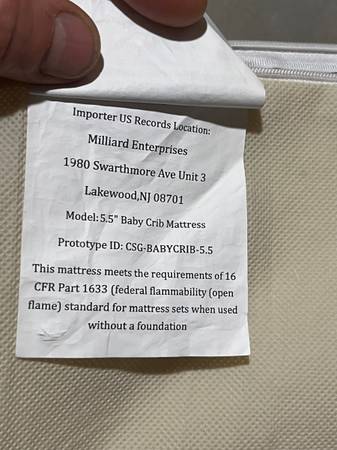 Importer US Records Location:
Milliard Enterprises
1980 Swarthmore Ave Unit 3
Lakewood,NJ 08701
Model: 5.5" Baby Crib Mattress
Prototype ID: CSG-BABYCRIB-5.5
This mattress meets the requirements of 16
CFR Part 1633 (federal flammability (open
flame) standard for mattress sets when used
without a foundation